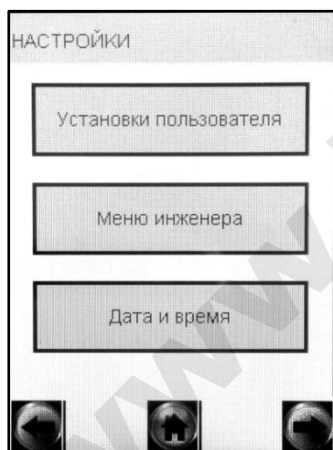 НАСТРОЙКИ
Установки пользователя
Меню инженера
Дата и время